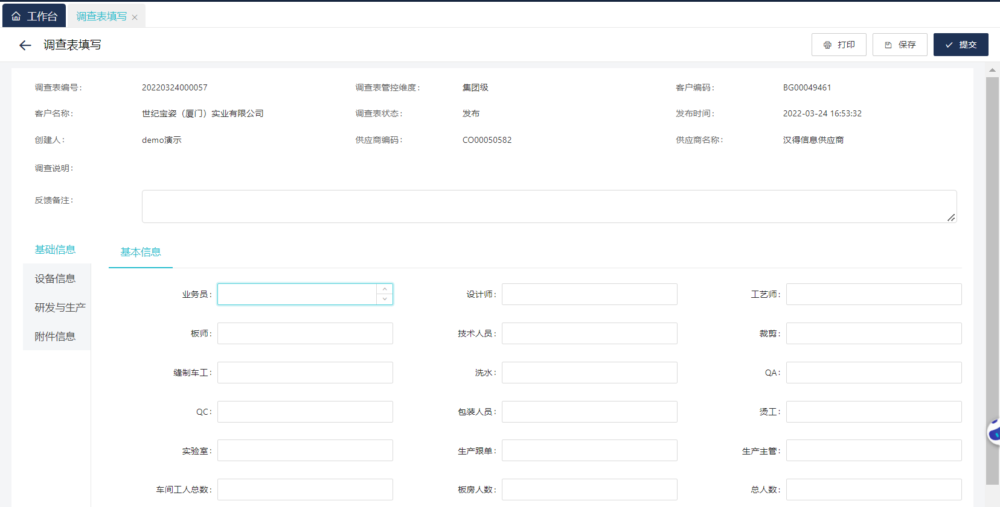 工作台 调查表填写
调查表填写 打印 保存 提交
调查表编号: 20220324000057 调查表管控维度: 集团级 客户编码: BG00049461
客户名称: 世纪宝姿（厦门）实业有限公司 调查表状态: 发布 发布时间: 2022-03-24 16:53:32
创建人: demo演示 供应商编码: CO00050582 供应商名称: 汉得信息供应商
调查说明:
反馈备注:
基础信息 基本信息
设备信息
研发与生产
附件信息
业务员: 设计师: 工艺师:
板师: 技术人员: 裁剪:
缝制车工: 洗水: QA:
QC: 包装人员: 烫工:
实验室: 生产跟单: 生产主管:
车间工人总数: 板房人数: 总人数: